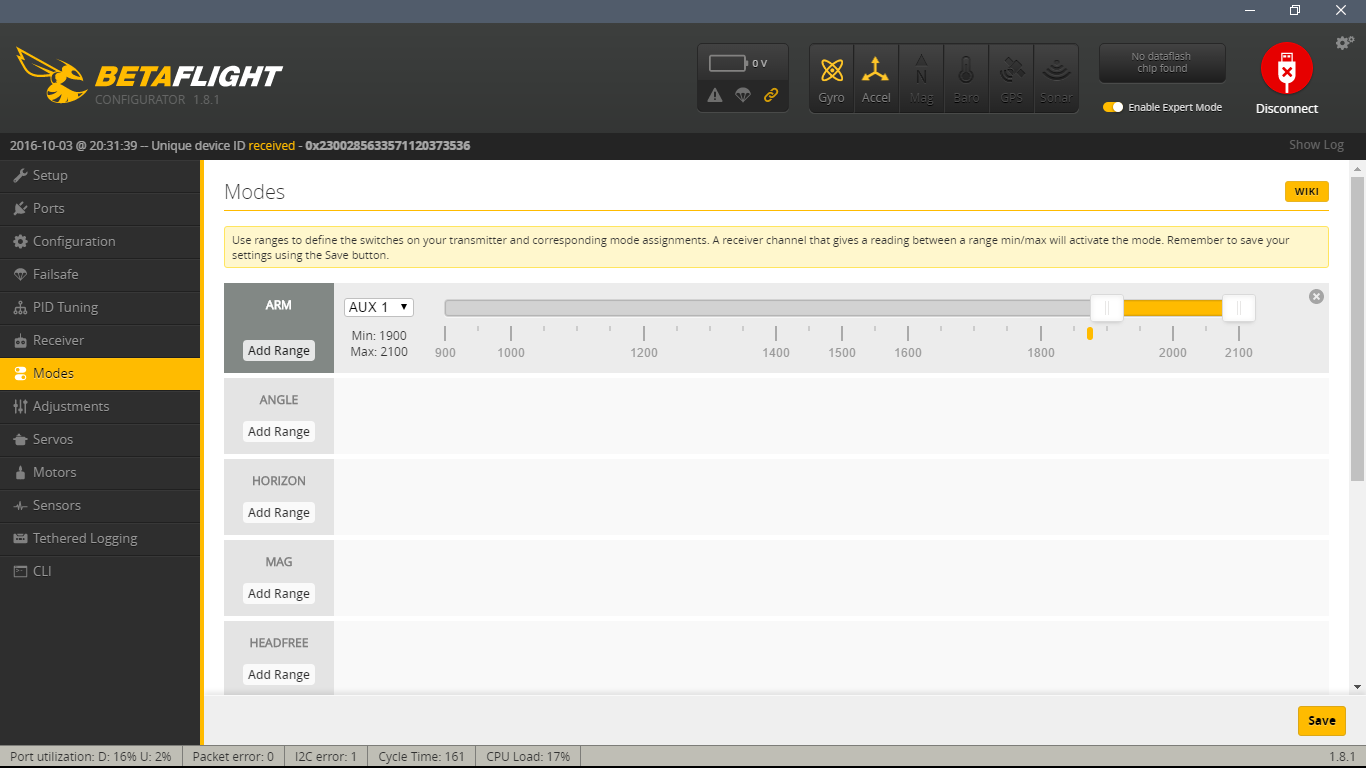 BETAFLIGHT
CONFIGURATOR 1.8.1
0 V
Gyro
Accel
Mag
Baro
GPS
Sonar
No dataflash
chip found
Enable Expert Mode
Disconnect
2016-10-03 @ 20:31:39 -- Unique device ID received - 0x2300285633571120373536
Show Log
Setup
Ports
Configuration
Failsafe
PID Tuning
Receiver
Modes
Adjustments
Servos
Motors
Sensors
Tethered Logging
CLI
Modes
WIKI
Use ranges to define the switches on your transmitter and corresponding mode assignments. A receiver channel that gives a reading between a range min/max will activate the mode. Remember to save your
settings using the Save button.
ARM
Add Range
AUX 1
Min: 1900
Max: 2100
900 1000 1200 1400 1500 1600 1800 2000 2100
ANGLE
Add Range
HORIZON
Add Range
MAG
Add Range
HEADFREE
Add Range
Save
Port utilization: D: 16% U: 2%
Packet error: 0
I2C error: 1
Cycle Time: 161
CPU Load: 17%
1.8.1